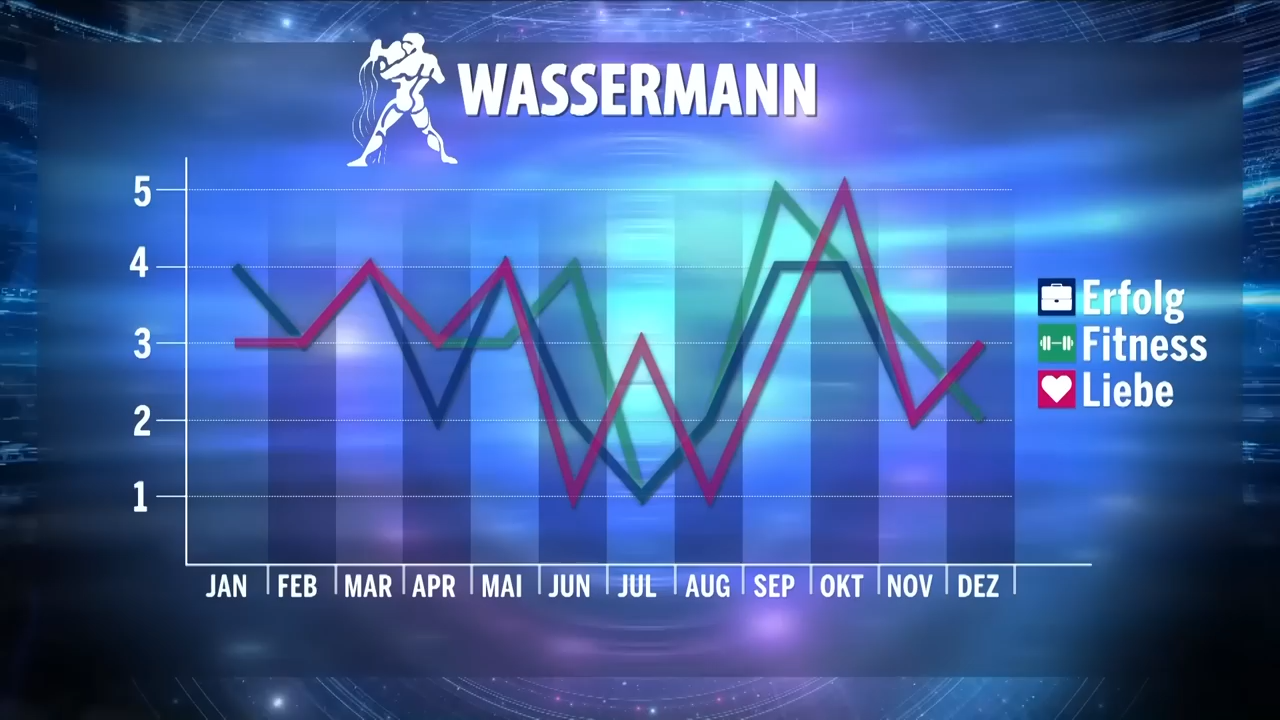 WASSERMANN
5
4
3
2
1
JAN FEB MAR APR MAI JUN JUL AUG SEP OKT NOV DEZ
Erfolg
Fitness
Liebe